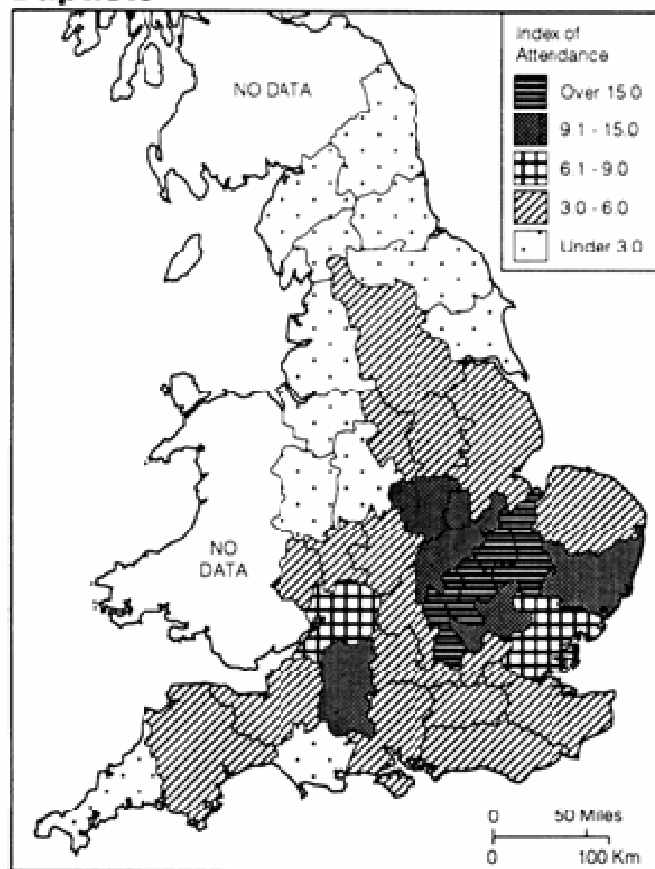 Index of
Attendance
Over 15.0
9.1 - 15.0
6.1 - 9.0
3.0 - 6.0
Under 3.0
NO DATA
NO
DATA
0 50 Miles
0 100 Km